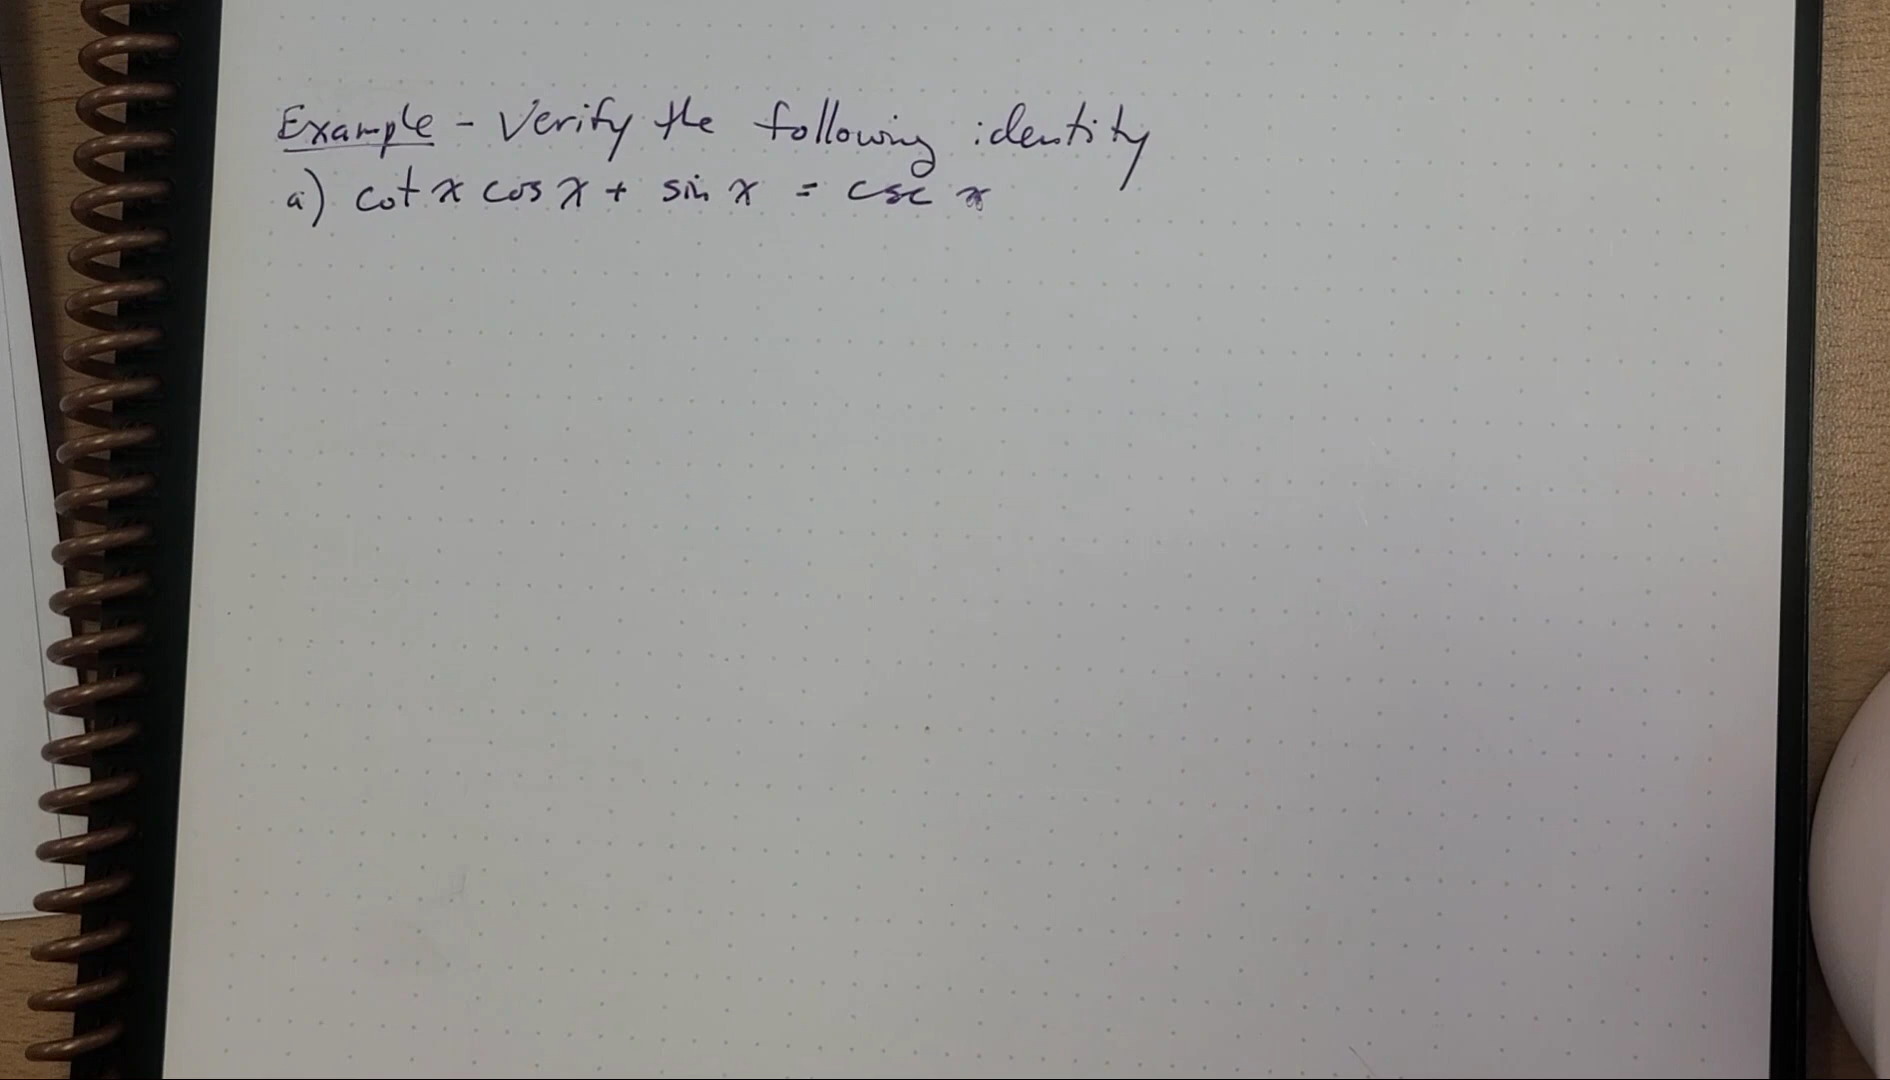 Example - Verify the following identity
a) cot x cos x + sin x = csc x